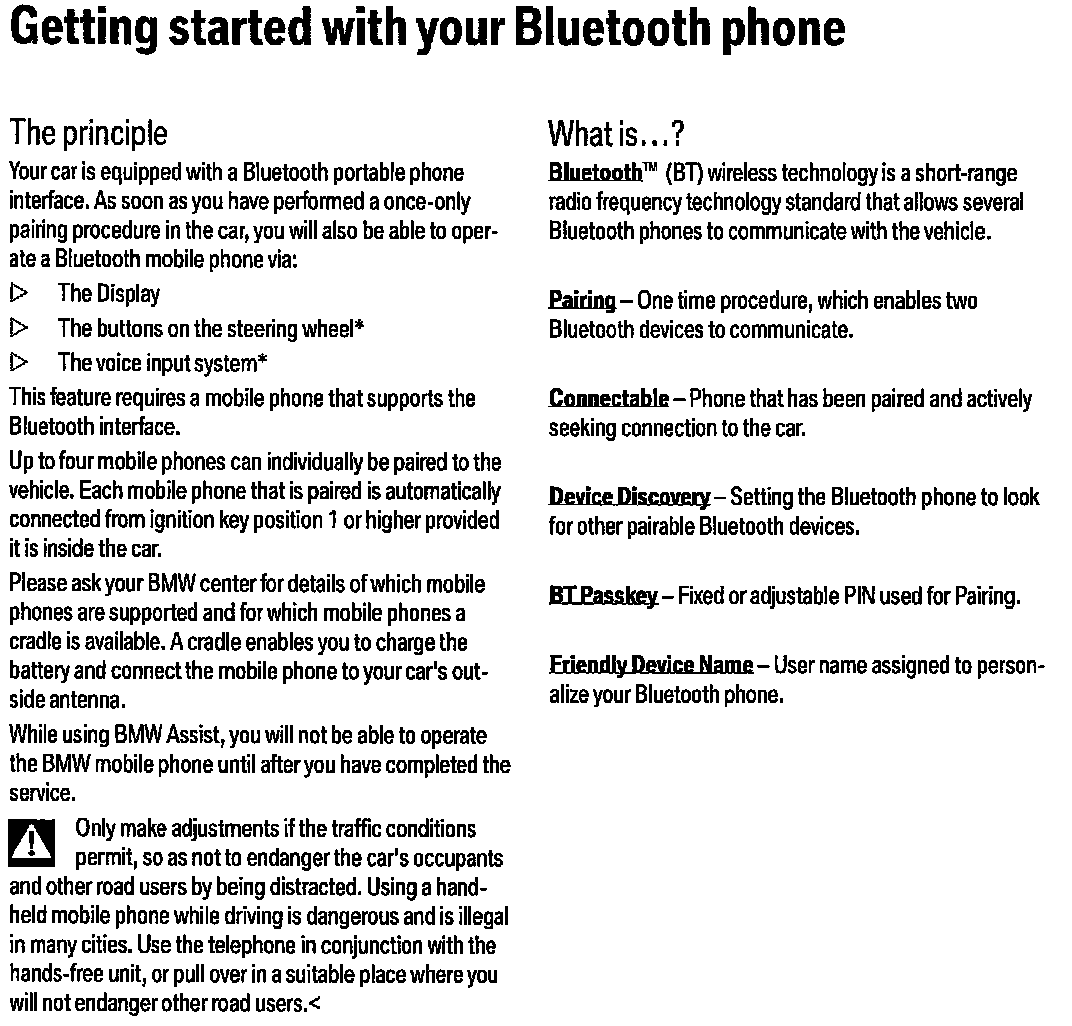 Getting started with your Bluetooth phone
The principle
Your car is equipped with a Bluetooth portable phone
interface. As soon as you have performed a once-only
pairing procedure in the car, you will also be able to oper-
ate a Bluetooth mobile phone via:
▷ The Display
▷ The buttons on the steering wheel*
▷ The voice input system*
This feature requires a mobile phone that supports the
Bluetooth interface.
Up to four mobile phones can individually be paired to the
vehicle. Each mobile phone that is paired is automatically
connected from ignition key position 1 or higher provided
it is inside the car.
Please ask your BMW center for details of which mobile
phones are supported and for which mobile phones a
cradle is available. A cradle enables you to charge the
battery and connect the mobile phone to your car's out-
side antenna.
While using BMW Assist, you will not be able to operate
the BMW mobile phone until after you have completed the
service.
Only make adjustments if the traffic conditions
permit, so as not to endanger the car's occupants
and other road users by being distracted. Using a hand-
held mobile phone while driving is dangerous and is illegal
in many cities. Use the telephone in conjunction with the
hands-free unit, or pull over in a suitable place where you
will not endanger other road users.<
What is...?
Bluetooth™ (BT) wireless technology is a short-range
radio frequency technology standard that allows several
Bluetooth phones to communicate with the vehicle.
Pairing – One time procedure, which enables two
Bluetooth devices to communicate.
Connectable – Phone that has been paired and actively
seeking connection to the car.
Device Discovery – Setting the Bluetooth phone to look
for other pairable Bluetooth devices.
BT Passkey – Fixed or adjustable PIN used for Pairing.
Friendly Device Name – User name assigned to person-
alize your Bluetooth phone.